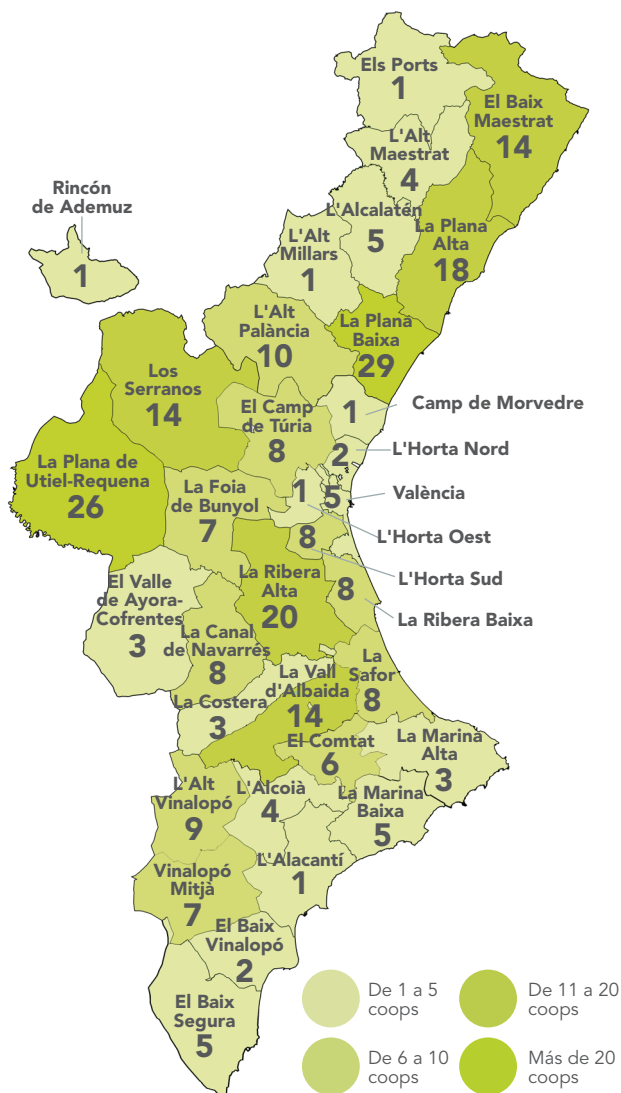 Els Ports
1
El Baix
Maestrat
14
L'Alt
Maestrat
4
Rincón
de Ademuz
1
L'Alcalatén
5
La Plana
Alta
18
L'Alt
Millars
1
L'Alt
Palància
10
La Plana
Baixa
29
Los
Serranos
14
El Camp
de Túria
8
1
Camp de Morvedre
2
L'Horta Nord
La Plana de
Utiel-Requena
26
La Foia
de Bunyol
7
1
5
València
L'Horta Oest
8
L'Horta Sud
El Valle
de Ayora-
Cofrentes
3
La Ribera
Alta
20
8
La Ribera Baixa
La Canal
de Navarrés
8
La
Safor
8
La Vall
d'Albaida
14
La Costera
3
El Comtat
6
La Marina
Alta
3
L'Alt
Vinalopó
9
L'Alcoià
4
La Marina
Baixa
5
L'Alacantí
1
Vinalopó
Mitjà
7
El Baix
Vinalopó
2
El Baix
Segura
5
De 1 a 5
coops
De 11 a 20
coops
De 6 a 10
coops
Más de 20
coops